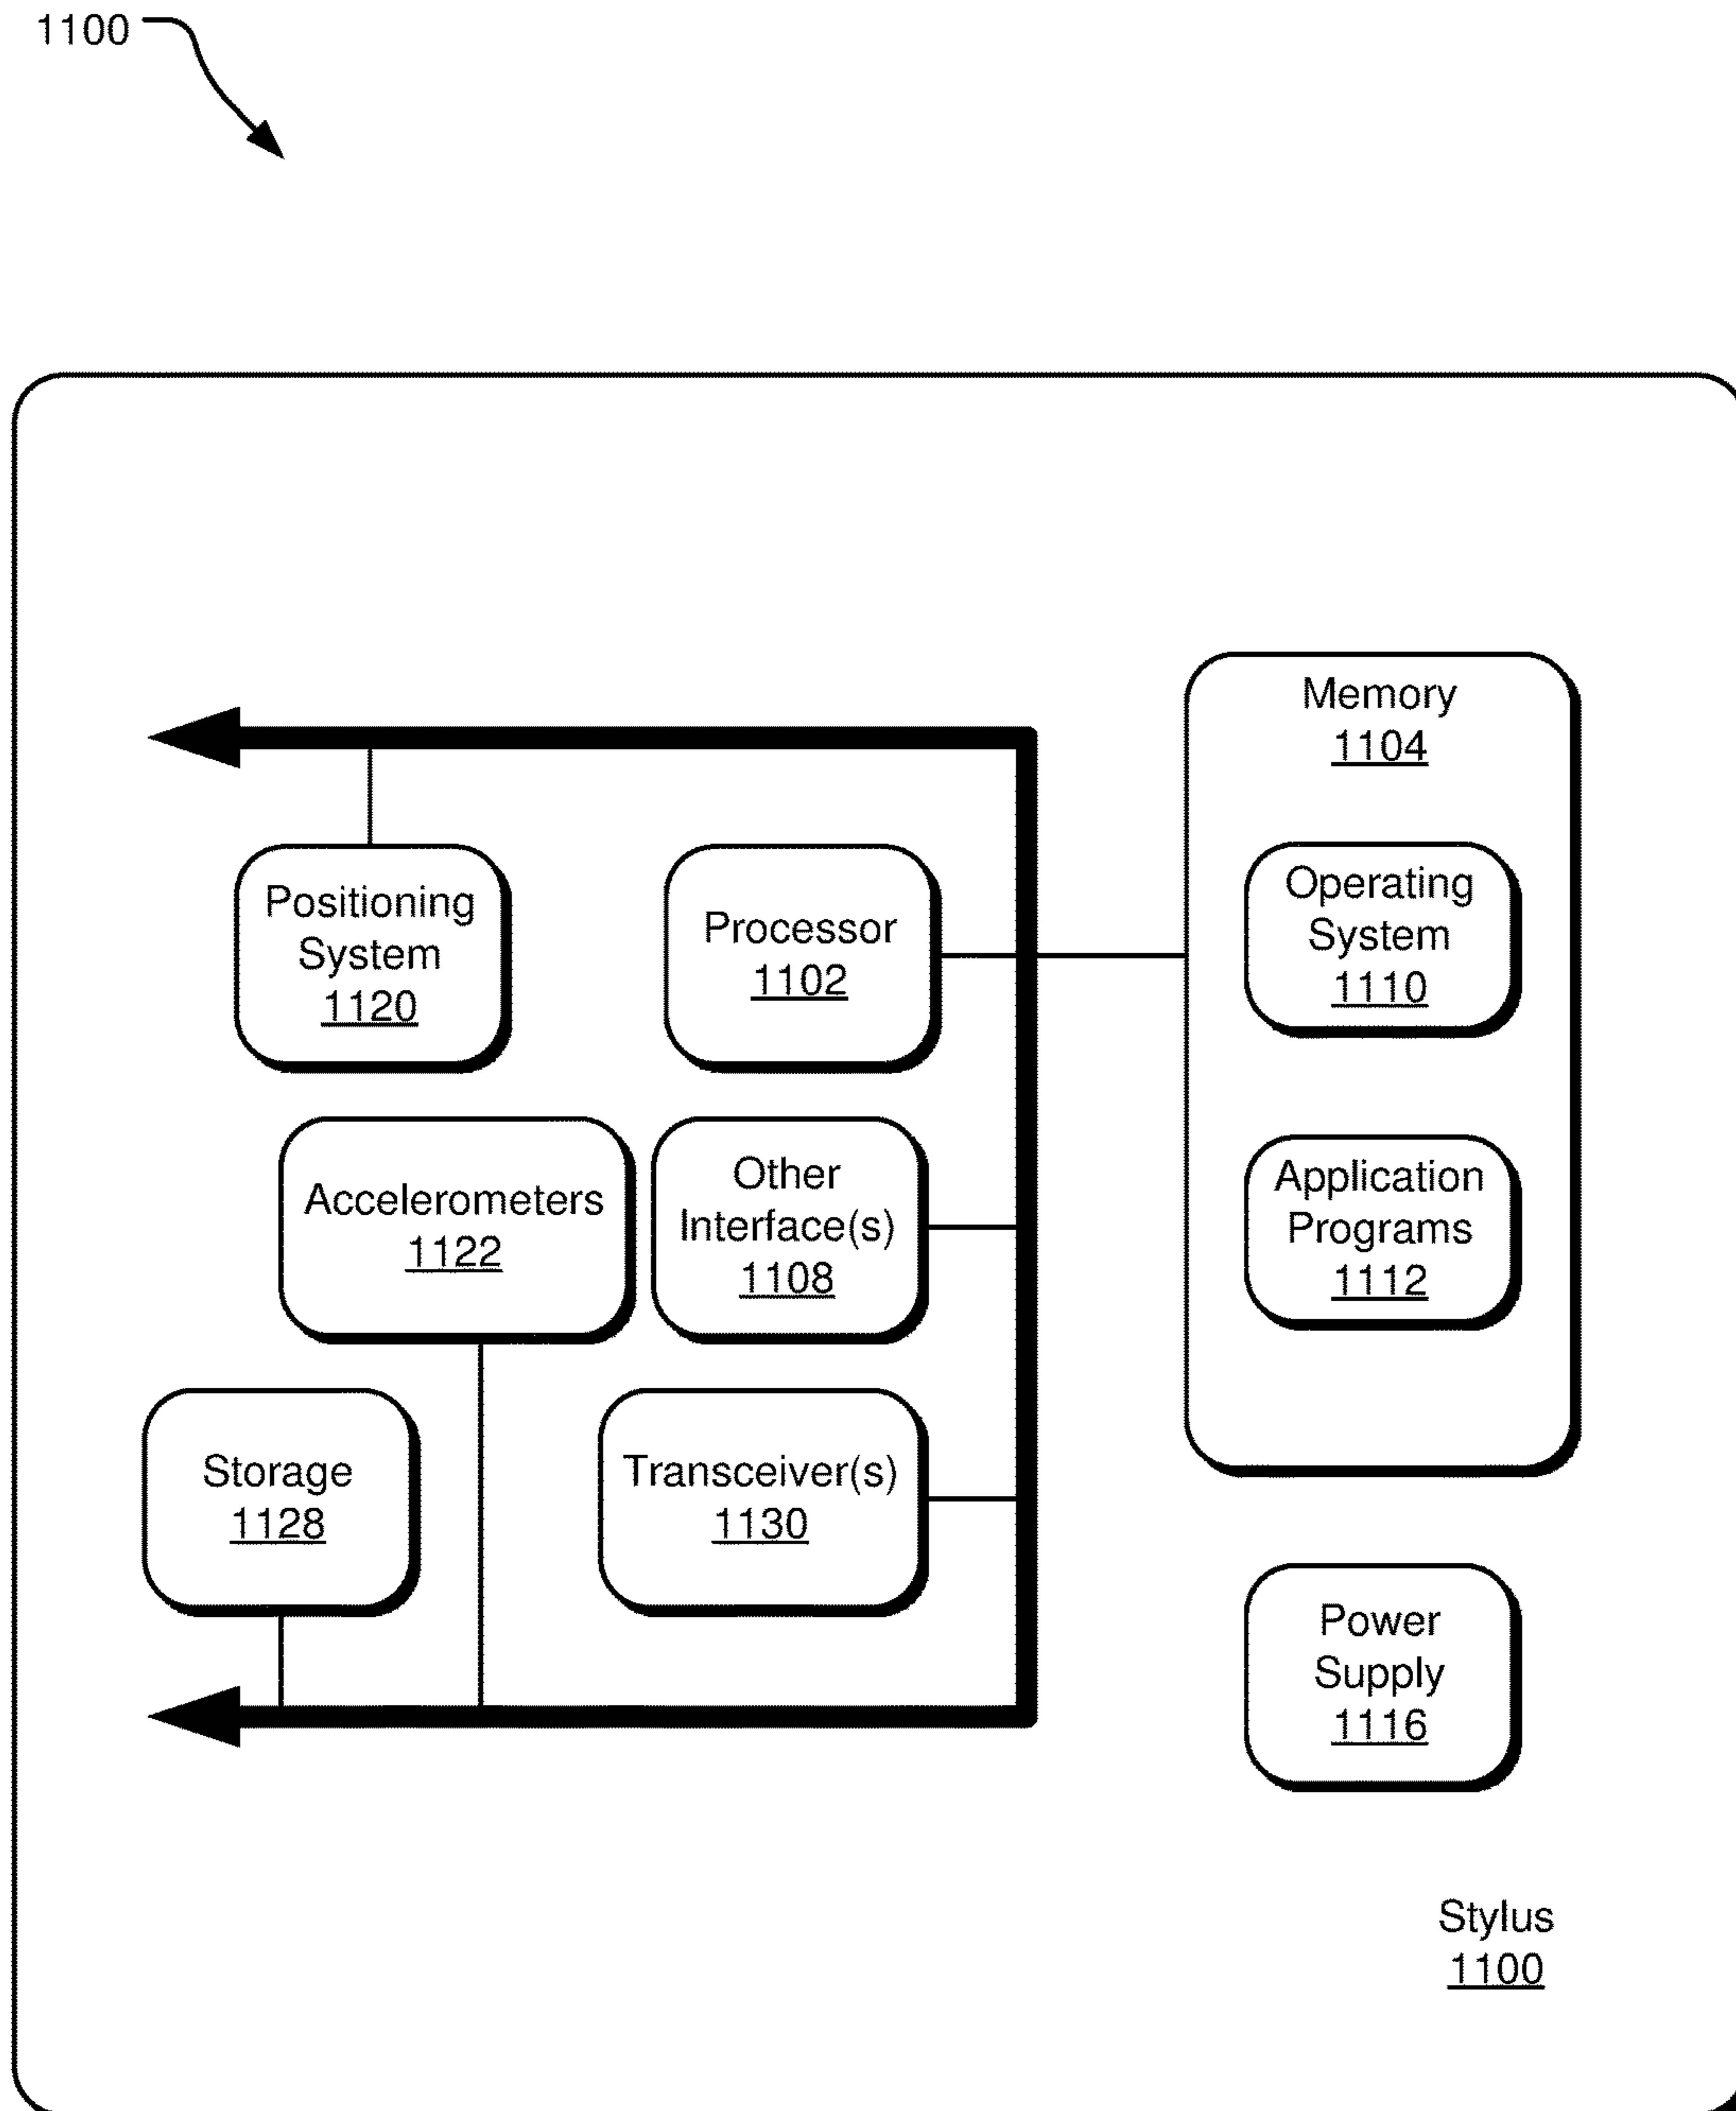 1100
Memory
1104
Operating
System
1110
Positioning
System
1120
Processor
1102
Accelerometers
1122
Other
Interface(s)
1108
Application
Programs
1112
Storage
1128
Transceiver(s)
1130
Power
Supply
1116
Stylus
1100